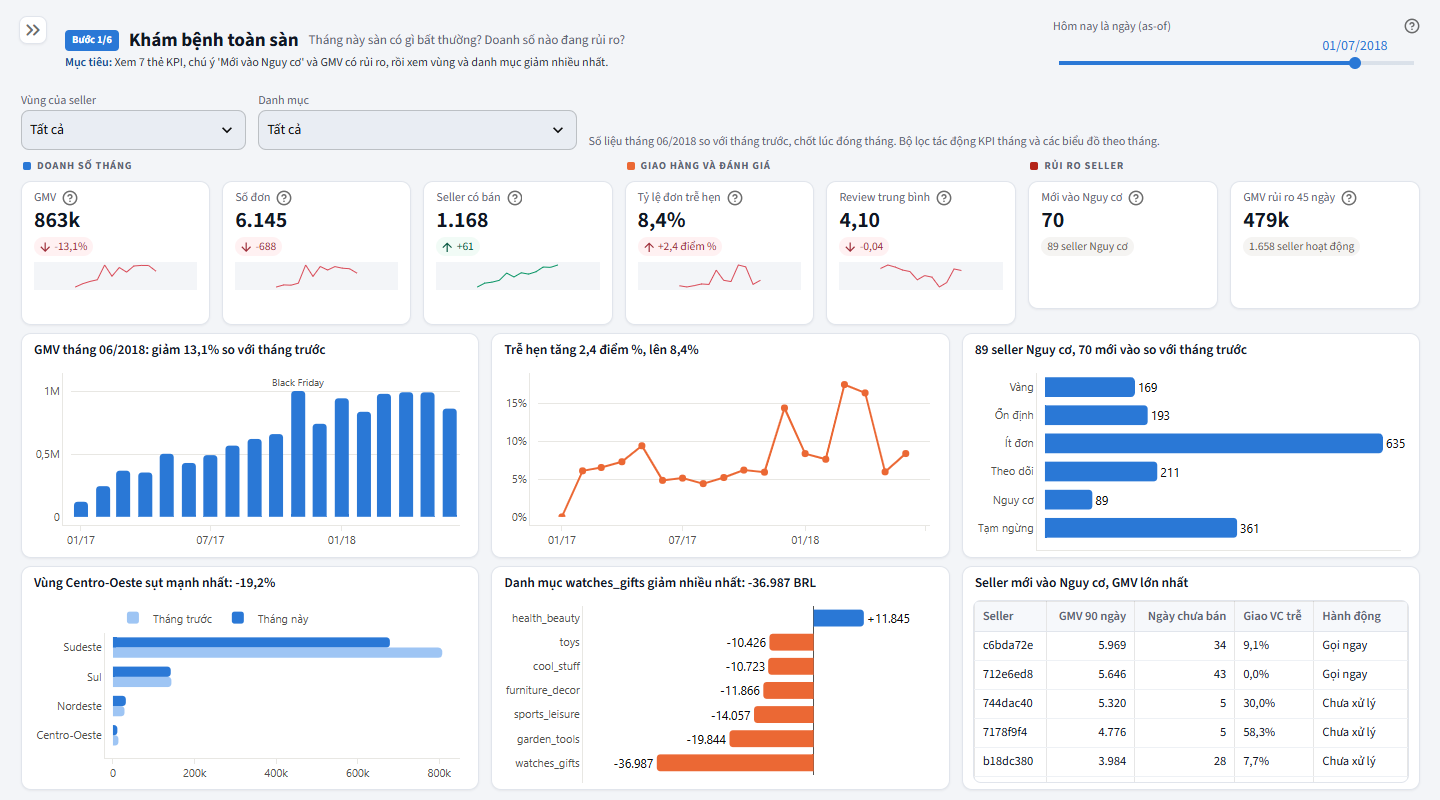 Bước 1/6 Khám bệnh toàn sàn Tháng này sàn có gì bất thường? Doanh số nào đang rủi ro?
Mục tiêu: Xem 7 thẻ KPI, chú ý 'Mới vào Nguy cơ' và GMV có rủi ro, rồi xem vùng và danh mục giảm nhiều nhất.
Hôm nay là ngày (as-of)
01/07/2018
Vùng của seller
Tất cả
Danh mục
Tất cả
Số liệu tháng 06/2018 so với tháng trước, chốt lúc đóng tháng. Bộ lọc tác động KPI tháng và các biểu đồ theo tháng.
DOANH SỐ THÁNG
GIAO HÀNG VÀ ĐÁNH GIÁ
RỦI RO SELLER
GMV
863k
-13,1%
Số đơn
6.145
-688
Seller có bán
1.168
+61
Tỷ lệ đơn trễ hẹn
8,4%
+2,4 điểm %
Review trung bình
4,10
-0,04
Mới vào Nguy cơ
70
89 seller Nguy cơ
GMV rủi ro 45 ngày
479k
1.658 seller hoạt động
GMV tháng 06/2018: giảm 13,1% so với tháng trước
Black Friday
1M
0,5M
0
01/17 07/17 01/18
Trễ hẹn tăng 2,4 điểm %, lên 8,4%
15%
10%
5%
0%
01/17 07/17 01/18
89 seller Nguy cơ, 70 mới vào so với tháng trước
Vàng 169
Ổn định 193
Ít đơn 635
Theo dõi 211
Nguy cơ 89
Tạm ngừng 361
Vùng Centro-Oeste sụt mạnh nhất: -19,2%
Tháng trước Tháng này
Sudeste
Sul
Nordeste
Centro-Oeste
0 200k 400k 600k 800k
Danh mục watches_gifts giảm nhiều nhất: -36.987 BRL
health_beauty +11.845
toys -10.426
cool_stuff -10.723
furniture_decor -11.866
sports_leisure -14.057
garden_tools -19.844
watches_gifts -36.987
Seller mới vào Nguy cơ, GMV lớn nhất
Seller GMV 90 ngày Ngày chưa bán Giao VC trễ Hành động
c6bda72e 5.969 34 9,1% Gọi ngay
712e6ed8 5.646 43 0,0% Gọi ngay
744dac40 5.320 5 30,0% Chưa xử lý
7178f9f4 4.776 5 58,3% Chưa xử lý
b18dc380 3.984 28 7,7% Chưa xử lý